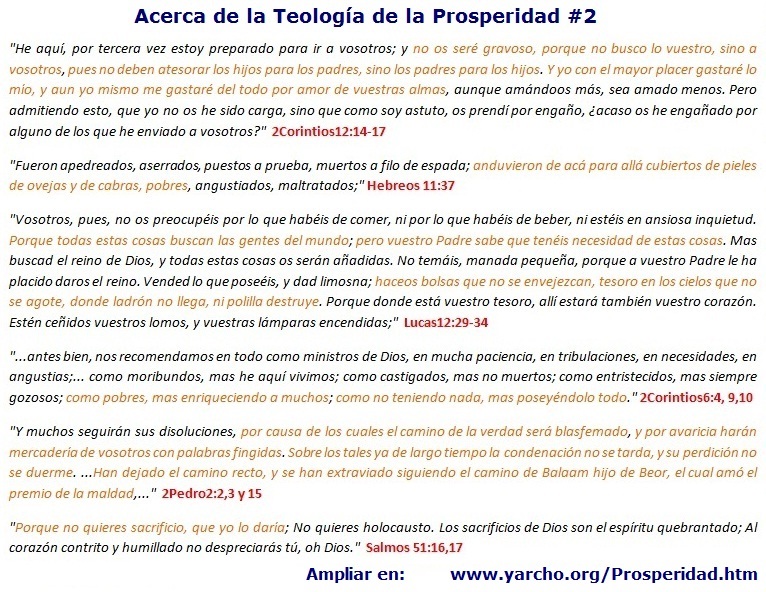 Acerca de la Teología de la Prosperidad #2
"He aquí, por tercera vez estoy preparado para ir a vosotros; y no os seré gravoso, porque no busco lo vuestro, sino a
vosotros, pues no deben atesorar los hijos para los padres, sino los padres para los hijos. Y yo con el mayor placer gastaré lo
mío, y aun yo mismo me gastaré del todo por amor de vuestras almas, aunque amándoos más, sea amado menos. Pero
admitiendo esto, que yo no os he sido carga, sino que como soy astuto, os prendí por engaño, ¿acaso os he engañado por
alguno de los que he enviado a vosotros?" 2Corintios12:14-17
"Fueron apedreados, aserrados, puestos a prueba, muertos a filo de espada; anduvieron de acá para allá cubiertos de pieles
de ovejas y de cabras, pobres, angustiados, maltratados;" Hebreos 11:37
"Vosotros, pues, no os preocupéis por lo que habéis de comer, ni por lo que habéis de beber, ni estéis en ansiosa inquietud.
Porque todas estas cosas buscan las gentes del mundo; pero vuestro Padre sabe que tenéis necesidad de estas cosas. Mas
buscad el reino de Dios, y todas estas cosas os serán añadidas. No temáis, manada pequeña, porque a vuestro Padre le ha
placido daros el reino. Vended lo que poseéis, y dad limosna; haceos bolsas que no se envejezcan, tesoro en los cielos que no
se agote, donde ladrón no llega, ni polilla destruye. Porque donde está vuestro tesoro, allí estará también vuestro corazón.
Estén ceñidos vuestros lomos, y vuestras lámparas encendidas;" Lucas12:29-34
"...antes bien, nos recomendamos en todo como ministros de Dios, en mucha paciencia, en tribulaciones, en necesidades, en
angustias;... como moribundos, mas he aquí vivimos; como castigados, mas no muertos; como entristecidos, mas siempre
gozosos; como pobres, mas enriqueciendo a muchos; como no teniendo nada, mas poseyéndolo todo." 2Corintios6:4, 9,10
"Y muchos seguirán sus disoluciones, por causa de los cuales el camino de la verdad será blasfemado, y por avaricia harán
mercadería de vosotros con palabras fingidas. Sobre los tales ya de largo tiempo la condenación no se tarda, y su perdición no
se duerme. ...Han dejado el camino recto, y se han extraviado siguiendo el camino de Balaam hijo de Beor, el cual amó el
premio de la maldad,..." 2Pedro2:2,3 y 15
"Porque no quieres sacrificio, que yo lo daría; No quieres holocausto. Los sacrificios de Dios son el espíritu quebrantado; Al
corazón contrito y humillado no despreciarás tú, oh Dios." Salmos 51:16,17
Ampliar en: www.yarcho.org/Prosperidad.htm